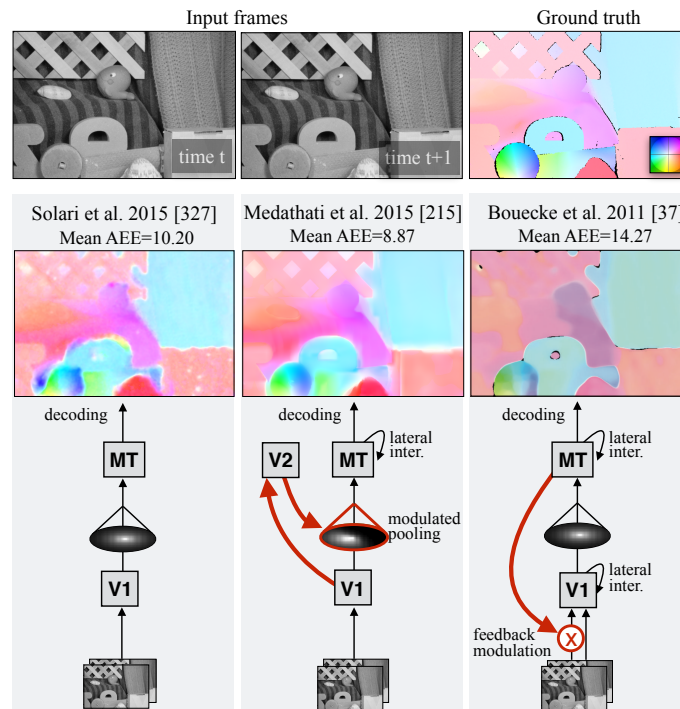 Input frames
Ground truth
time t
time t+1
Solari et al. 2015 [327]
Mean AEE=10.20
Medathati et al. 2015 [215]
Mean AEE=8.87
Bouecke et al. 2011 [37]
Mean AEE=14.27
decoding
MT
V1
decoding
lateral
inter.
V2
MT
modulated
pooling
V1
decoding
lateral
inter.
MT
lateral
inter.
V1
feedback
modulation
X